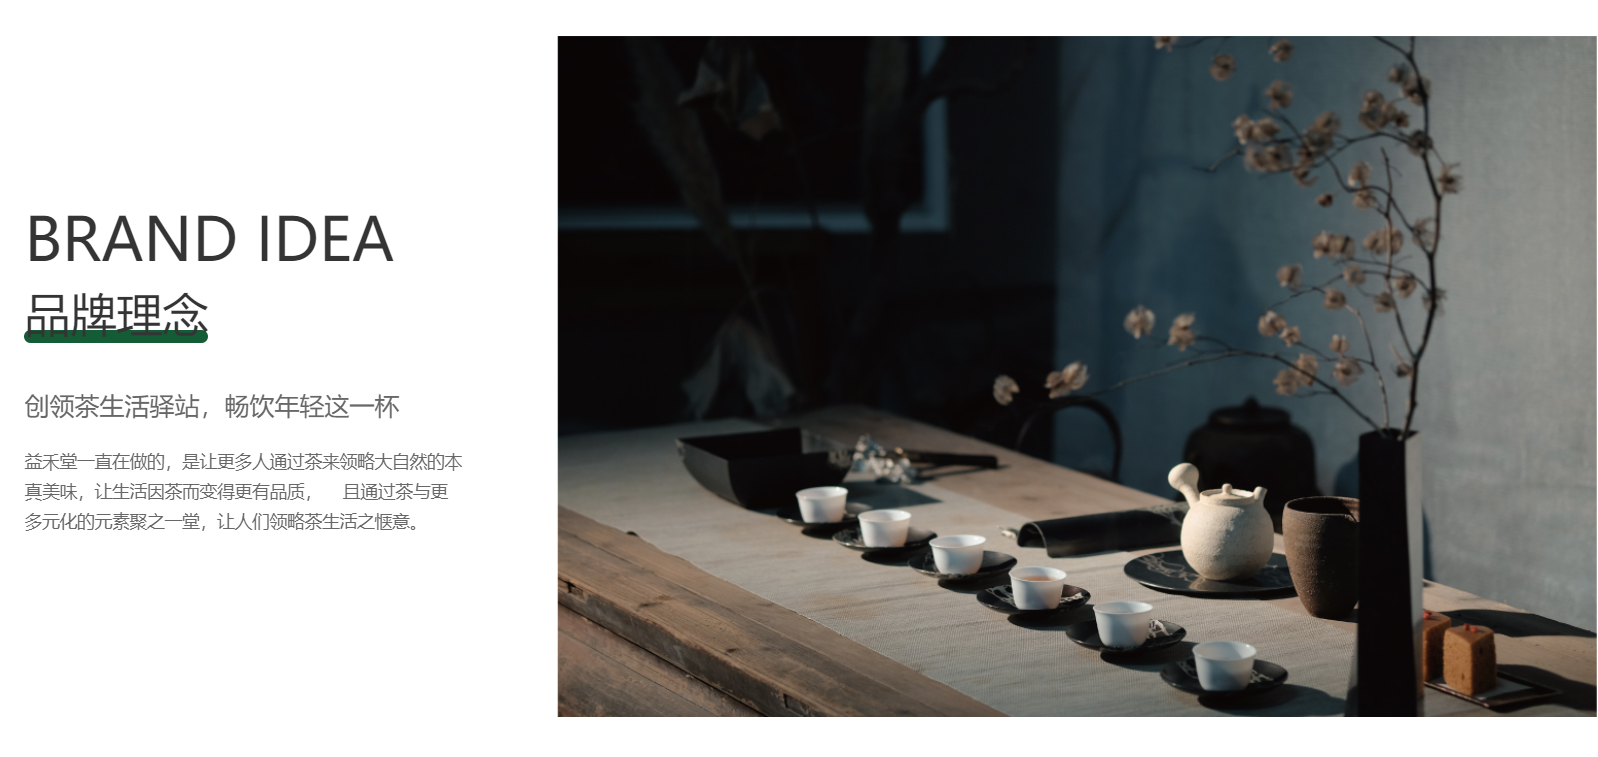 BRAND IDEA
品牌理念
创领茶生活驿站，畅饮年轻这一杯
益禾堂一直在做的，是让更多人通过茶来领略大自然的本
真美味，让生活因茶而变得更有品质，　且通过茶与更
多元化的元素聚之一堂，让人们领略茶生活之惬意。